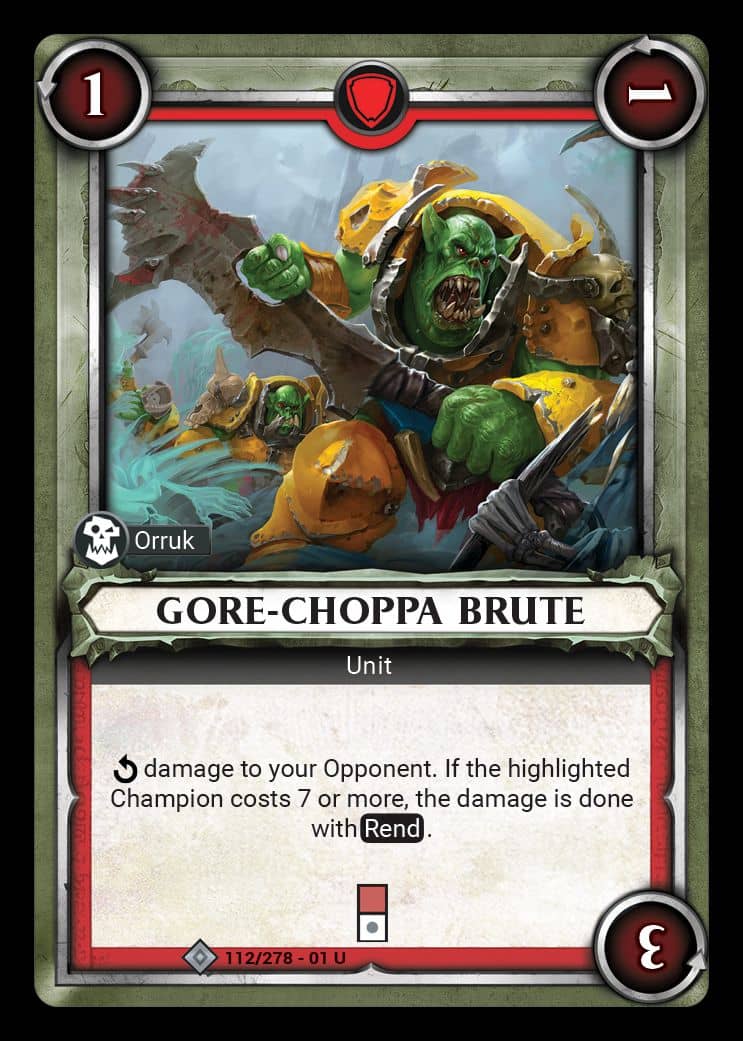 1
1
Orruk
GORE-CHOPPA BRUTE
Unit
damage to your Opponent. If the highlighted
Champion costs 7 or more, the damage is done
with Rend.
112/278 - 01 U
3